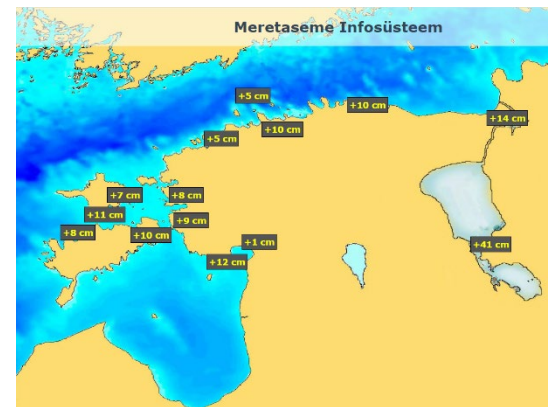 Meretaseme Infosüsteem
+5 cm
+10 cm
+14 cm
+10 cm
+5 cm
+7 cm
+8 cm
+11 cm
+9 cm
+8 cm
+10 cm
+1 cm
+41 cm
+12 cm